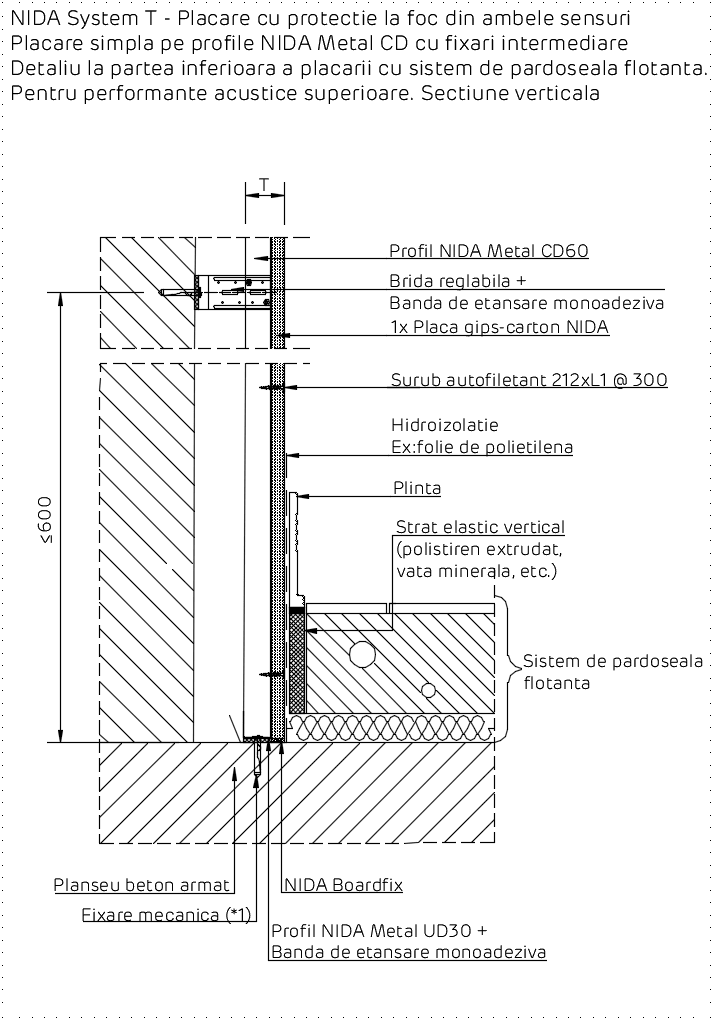 NIDA System T - Placare cu protectie la foc din ambele sensuri
Placare simpla pe profile NIDA Metal CD cu fixari intermediare
Detaliu la partea inferioara a placarii cu sistem de pardoseala flotanta.
Pentru performante acustice superioare. Sectiune verticala
T
Profil NIDA Metal CD60
Brida reglabila +
Banda de etansare monoadeziva
1x Placa gips-carton NIDA
Surub autofiletant 212xL1 @ 300
Hidroizolatie
Ex:folie de polietilena
Plinta
≤600
Strat elastic vertical
(polistiren extrudat,
vata minerala, etc.)
Sistem de pardoseala
flotanta
Planseu beton armat
NIDA Boardfix
Fixare mecanica (*1)
Profil NIDA Metal UD30 +
Banda de etansare monoadeziva